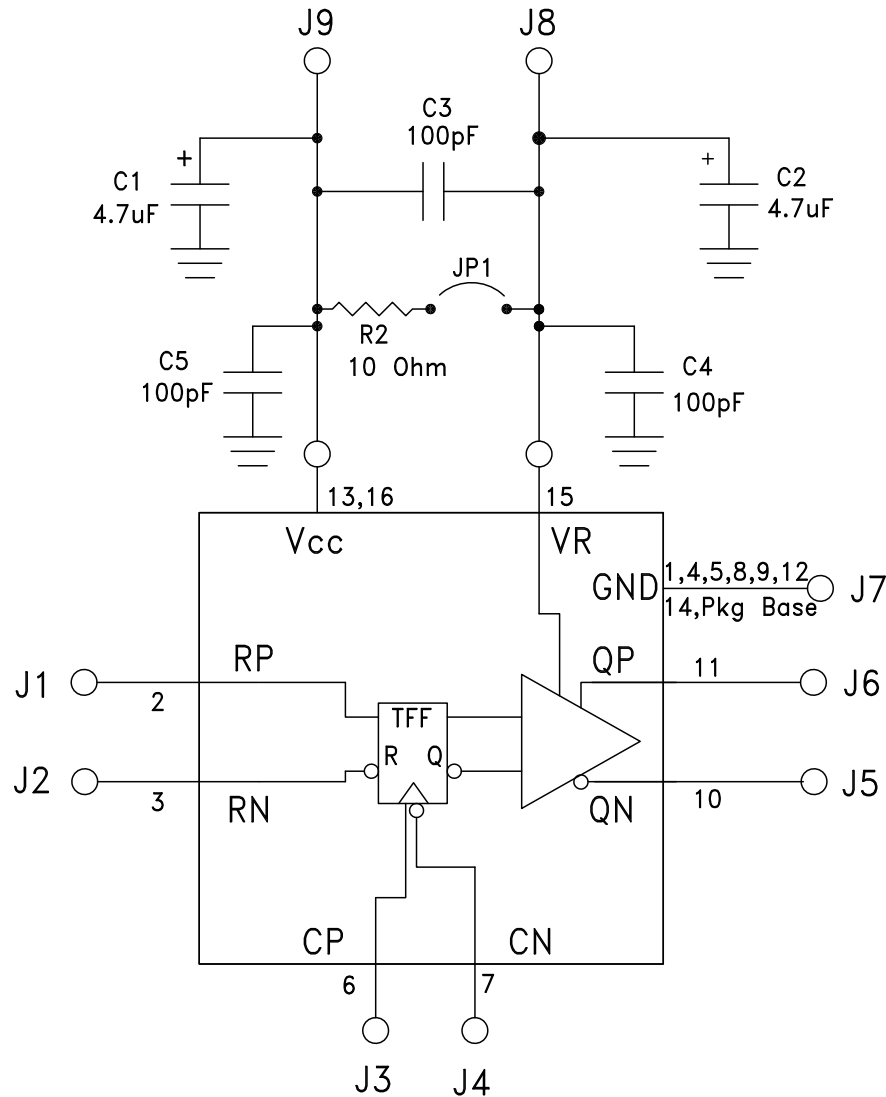 J9
J8
C3
100pF
+
+
C1
4.7uF
C2
4.7uF
JP1
R2
10 Ohm
C5
100pF
C4
100pF
13,16
15
Vcc
VR
GND
1,4,5,8,9,12
14,Pkg Base
J7
RP
QP
11
J1
2
J6
TFF
R
Q
J2
3
RN
QN
10
J5
CP
CN
6
7
J3
J4